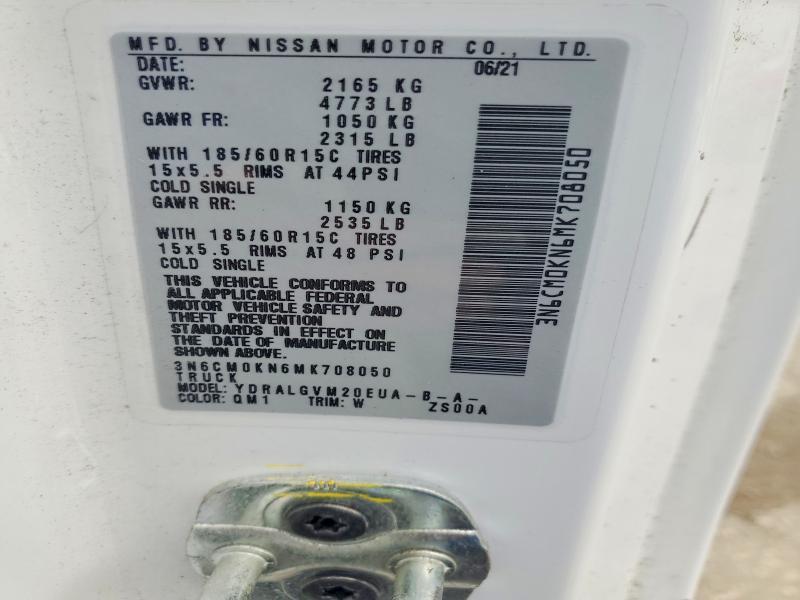 MFD. BY NISSAN MOTOR CO., LTD.
DATE: 06/21
GVWR: 2165 KG
4773 LB
GAWR FR: 1050 KG
2315 LB
WITH 185/60R15C TIRES
15x5.5 RIMS AT 44PSI
COLD SINGLE
GAWR RR: 1150 KG
2535 LB
WITH 185/60R15C TIRES
15x5.5 RIMS AT 48 PSI
COLD SINGLE
THIS VEHICLE CONFORMS TO
ALL APPLICABLE FEDERAL
MOTOR VEHICLE SAFETY AND
THEFT PREVENTION
STANDARDS IN EFFECT ON
THE DATE OF MANUFACTURE
SHOWN ABOVE.
3N6CM0KN6MK708050
TRUCK
MODEL: YDRALGVM20EUA-B-A-
COLOR: QM1 TRIM: W ZS00A
3N6CM0KN6MK708050